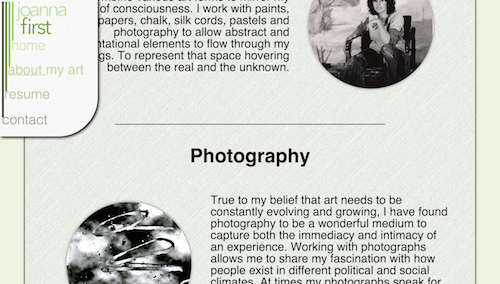 joanna
first
home
about my art
resume
contact
of consciousness. I work with paints,
papers, chalk, silk cords, pastels and
photography to allow abstract and
ntational elements to flow through my
gs. To represent that space hovering
between the real and the unknown.
Photography
True to my belief that art needs to be
constantly evolving and growing, I have found
photography to be a wonderful medium to
capture both the immediacy and intimacy of
an experience. Working with photographs
allows me to share my fascination with how
people exist in different political and social
climates. At times my photographs speak for